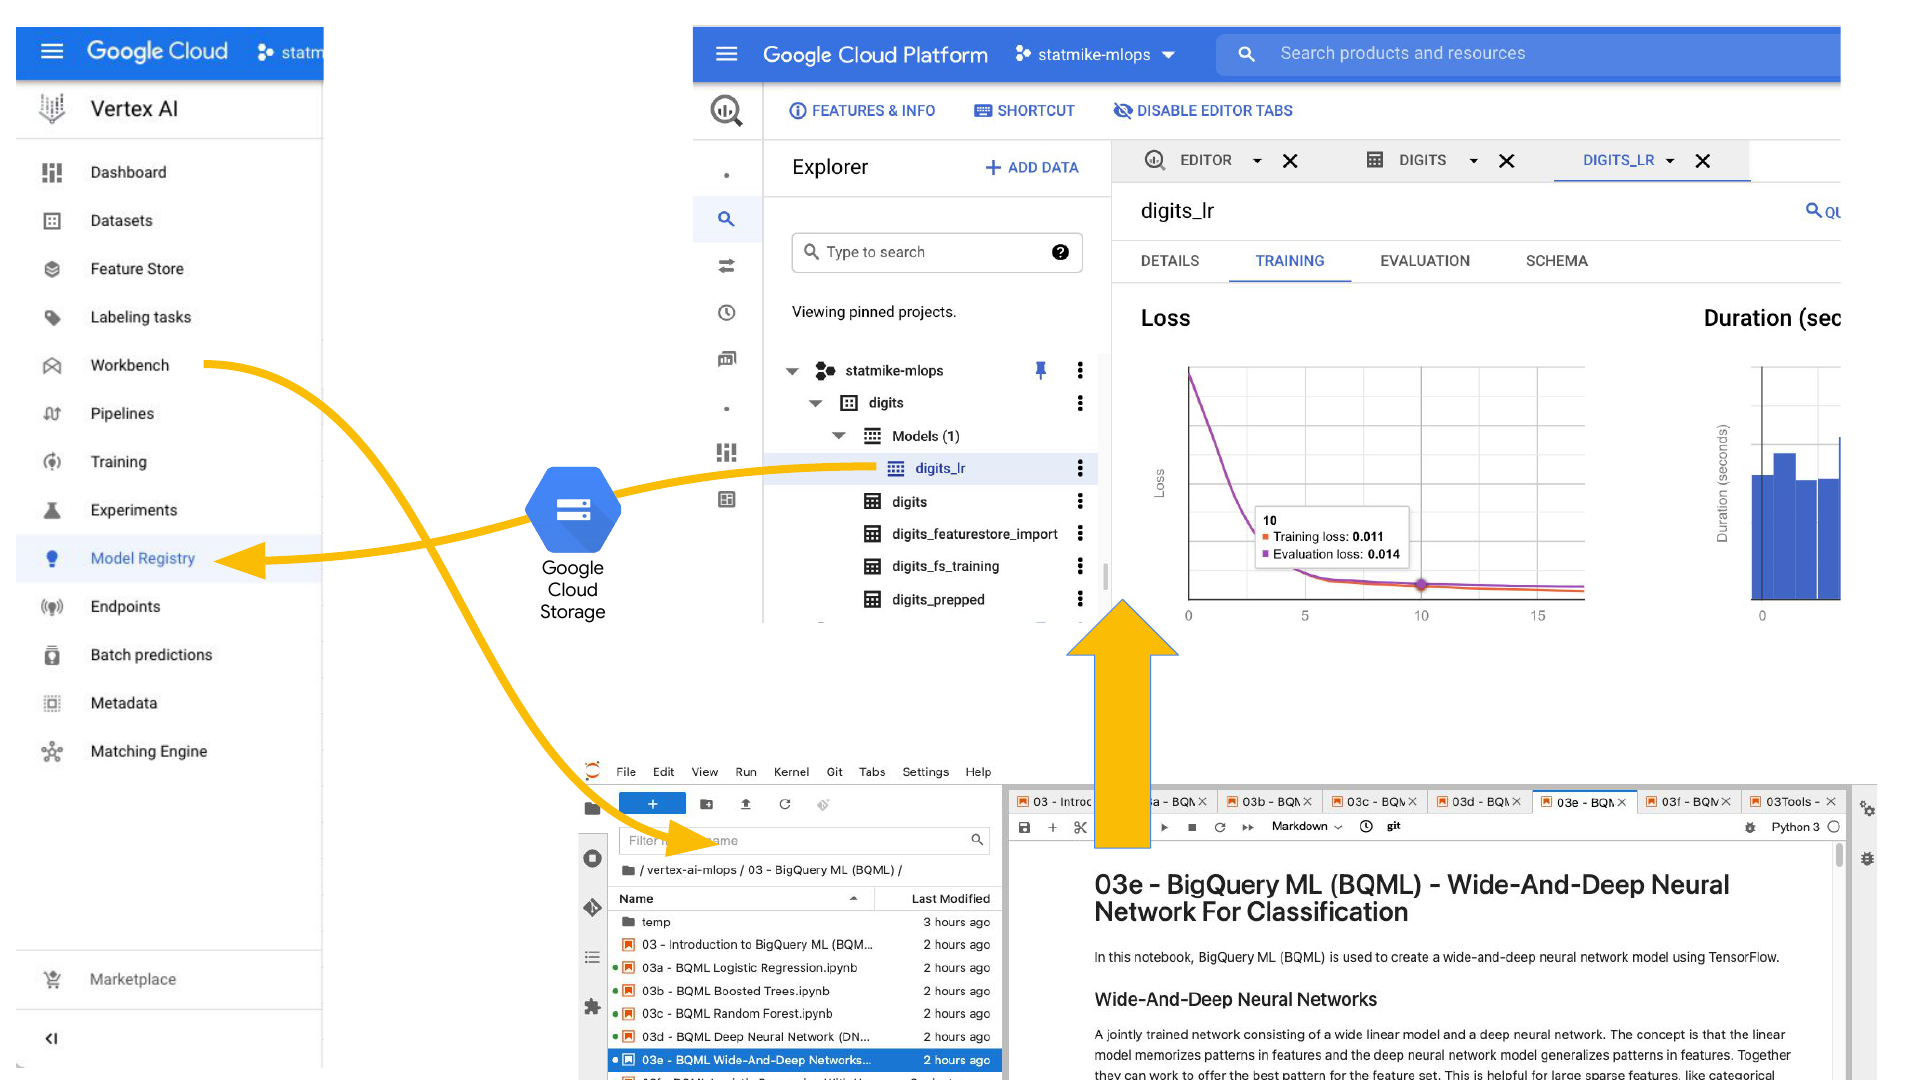 Google Cloud
statm
Vertex AI
Dashboard
Datasets
Feature Store
Labeling tasks
Workbench
Pipelines
Training
Experiments
Model Registry
Endpoints
Batch predictions
Metadata
Matching Engine
Marketplace
Google
Cloud
Storage
Google Cloud Platform
statmike-mlops
Search products and resources
FEATURES & INFO
SHORTCUT
DISABLE EDITOR TABS
Explorer
ADD DATA
EDITOR
DIGITS
DIGITS_LR
digits_lr
QU
Type to search
DETAILS
TRAINING
EVALUATION
SCHEMA
Viewing pinned projects.
statmike-mlops
digits
Models (1)
digits_lr
digits
digits_featurestore_import
digits_fs_training
digits_prepped
Loss
Loss
10
Training loss: 0.011
Evaluation loss: 0.014
0 5 10 15
Duration (sec
Duration (seconds)
0
File Edit View Run Kernel Git Tabs Settings Help
Filter
name
/ vertex-ai-mlops / 03 - BigQuery ML (BQML) /
Name Last Modified
temp 3 hours ago
03 - Introduction to BigQuery ML (BQM... 2 hours ago
03a - BQML Logistic Regression.ipynb 2 hours ago
03b - BQML Boosted Trees.ipynb 2 hours ago
03c - BQML Random Forest.ipynb 2 hours ago
03d - BQML Deep Neural Network (DN... 2 hours ago
03e - BQML Wide-And-Deep Networks... 2 hours ago
03 - Introc
a - BQM
03b - BQM
03c - BQM
03d - BQM
03e - BQM
03f - BQM
03Tools -
Markdown
git
Python 3
03e - BigQuery ML (BQML) - Wide-And-Deep Neural
Network For Classification
In this notebook, BigQuery ML (BQML) is used to create a wide-and-deep neural network model using TensorFlow.
Wide-And-Deep Neural Networks
A jointly trained network consisting of a wide linear model and a deep neural network. The concept is that the linear
model memorizes patterns in features and the deep neural network model generalizes patterns in features. Together
they can work to offer the best pattern for the feature set. This is helpful for large sparse features, like categorical